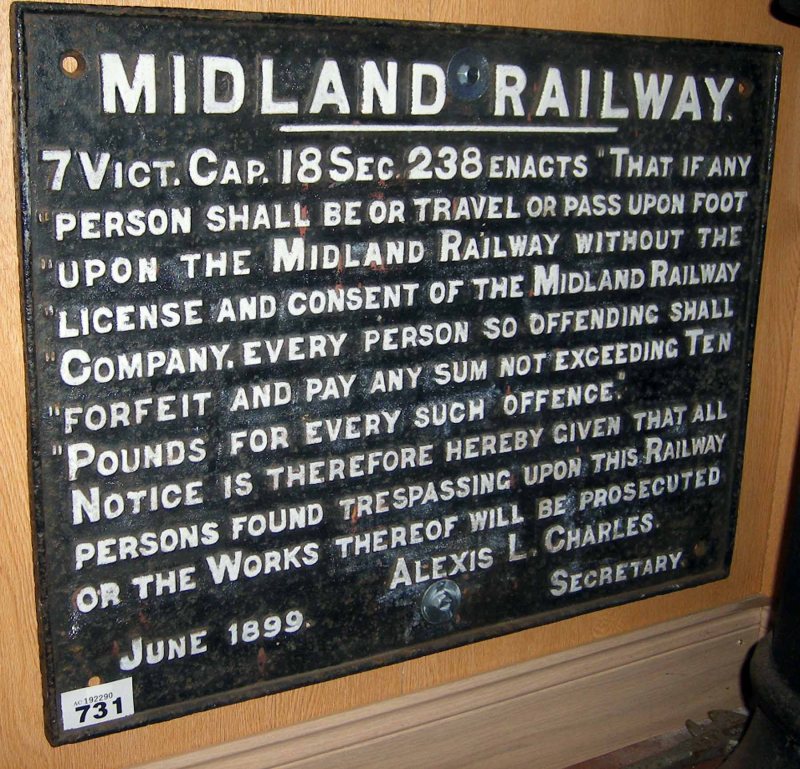 MIDLAND RAILWAY.
7 VICT. CAP. 18 SEC. 238 ENACTS "THAT IF ANY
"PERSON SHALL BE OR TRAVEL OR PASS UPON FOOT
"UPON THE MIDLAND RAILWAY WITHOUT THE
"LICENSE AND CONSENT OF THE MIDLAND RAILWAY
"COMPANY, EVERY PERSON SO OFFENDING SHALL
"FORFEIT AND PAY ANY SUM NOT EXCEEDING TEN
"POUNDS FOR EVERY SUCH OFFENCE."
NOTICE IS THEREFORE HEREBY GIVEN THAT ALL
PERSONS FOUND TRESPASSING UPON THIS RAILWAY
OR THE WORKS THEREOF WILL BE PROSECUTED
ALEXIS L. CHARLES.
SECRETARY.
JUNE 1899.
AC 192290
731